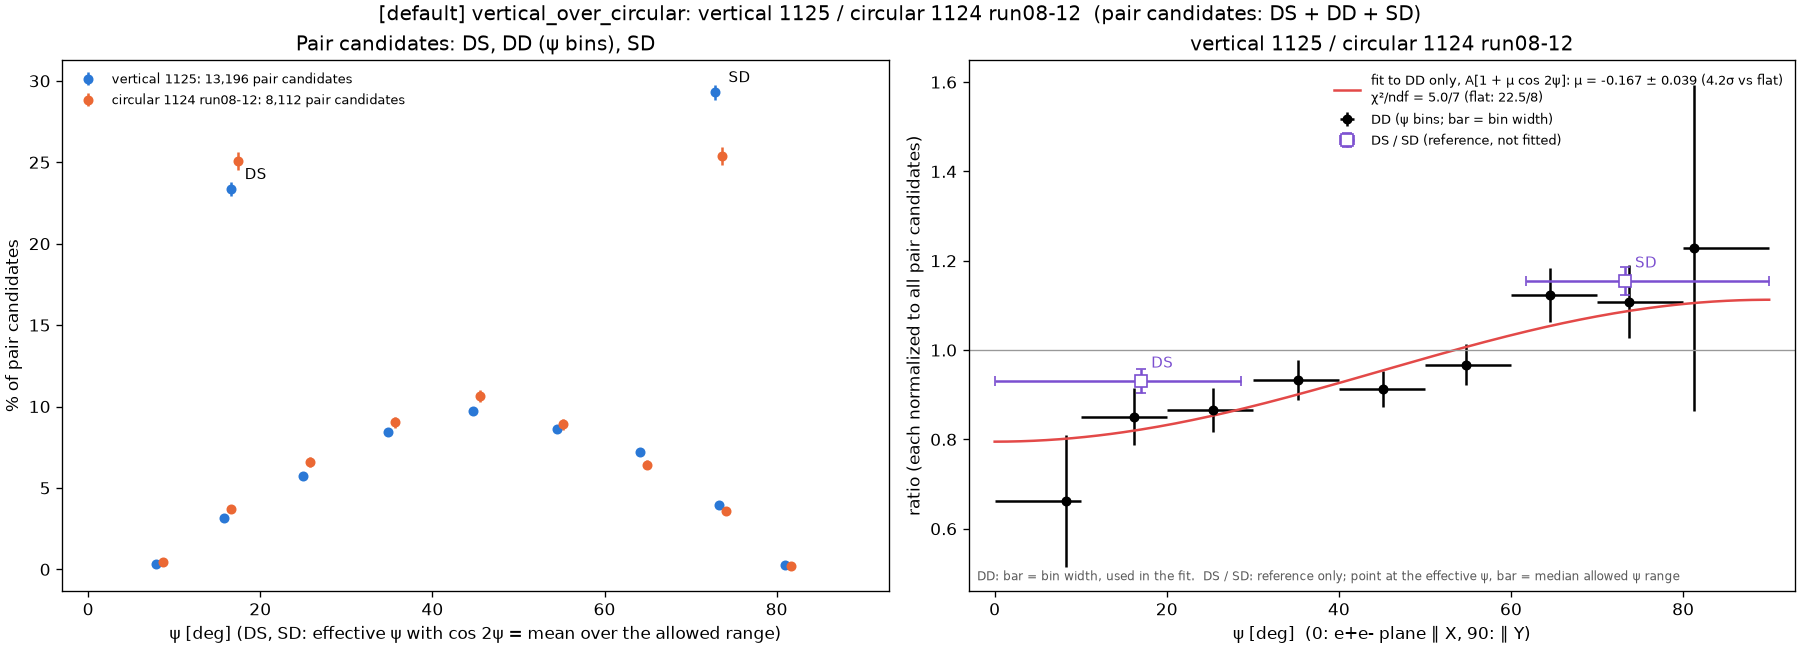 [default] vertical_over_circular: vertical 1125 / circular 1124 run08-12  (pair candidates: DS + DD + SD)
Pair candidates: DS, DD (ψ bins), SD
vertical 1125: 13,196 pair candidates
circular 1124 run08-12: 8,112 pair candidates
SD
DS
30
25
20
15
10
5
0
% of pair candidates
0 20 40 60 80
ψ [deg] (DS, SD: effective ψ with cos 2ψ = mean over the allowed range)
vertical 1125 / circular 1124 run08-12
fit to DD only, A[1 + μ cos 2ψ]: μ = -0.167 ± 0.039 (4.2σ vs flat)
χ²/ndf = 5.0/7 (flat: 22.5/8)
DD (ψ bins; bar = bin width)
DS / SD (reference, not fitted)
SD
DS
1.6
1.4
1.2
1.0
0.8
0.6
ratio (each normalized to all pair candidates)
DD: bar = bin width, used in the fit.  DS / SD: reference only; point at the effective ψ, bar = median allowed ψ range
0 20 40 60 80
ψ [deg]  (0: e+e- plane ∥ X, 90: ∥ Y)